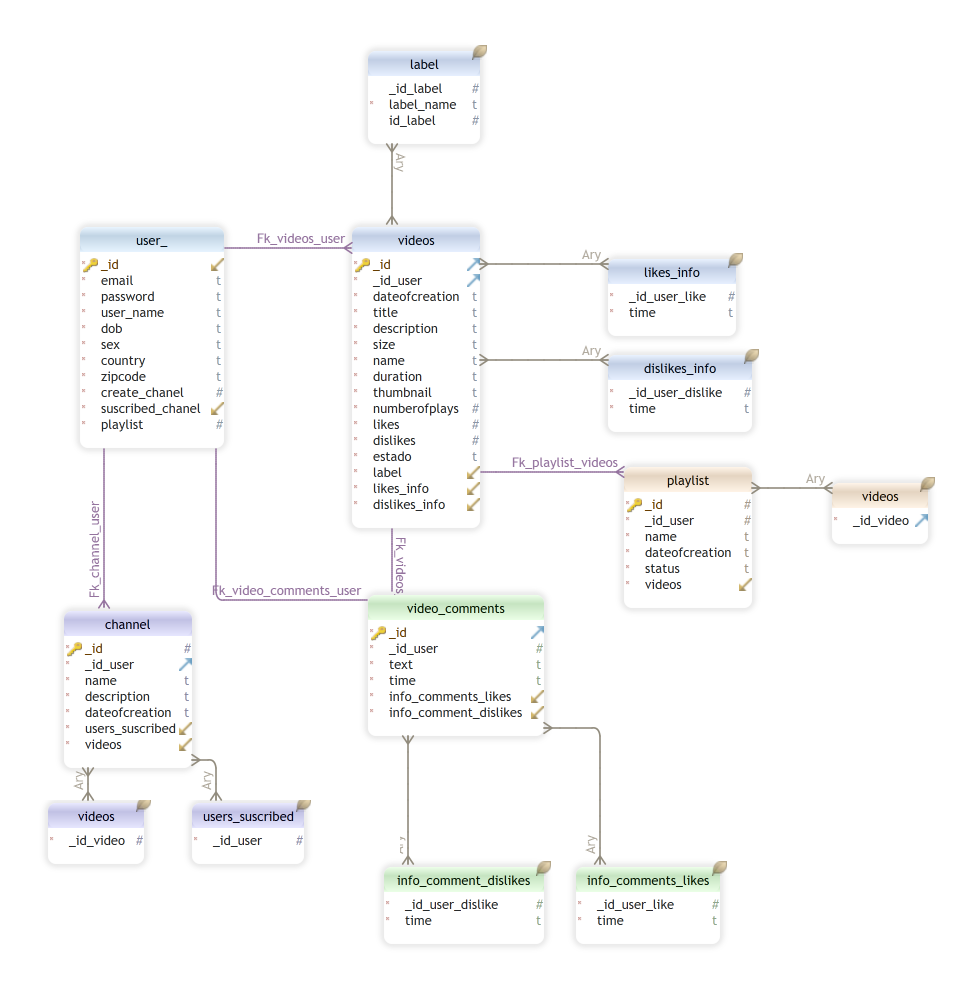 label
_id_label #
* label_name t
id_label #
Ary
user_
* _id
* email t
* password t
* user_name t
* dob t
* sex t
* country t
* zipcode t
* create_chanel #
* suscribed_chanel
* playlist #
Fk_videos_user
videos
* _id
* _id_user
* dateofcreation t
* title t
* description t
* size t
* name t
* duration t
* thumbnail t
* numberofplays #
* likes #
* dislikes #
* estado t
* label
* likes_info
* dislikes_info
Ary
likes_info
* _id_user_like #
* time t
Ary
dislikes_info
* _id_user_dislike #
* time t
Fk_playlist_videos
playlist
* _id #
* _id_user #
* name t
* dateofcreation t
* status t
* videos
Ary
videos
* _id_video
Fk_channel_user
Fk_video_comments_user
Fk_videos
channel
* _id #
* _id_user
* name t
* description t
* dateofcreation t
* users_suscribed
* videos
Ary
Ary
videos
* _id_video #
users_suscribed
* _id_user #
video_comments
* _id
* _id_user #
* text t
* time t
* info_comments_likes
* info_comment_dislikes
Ary
Ary
info_comment_dislikes
* _id_user_dislike #
* time t
info_comments_likes
* _id_user_like #
* time t